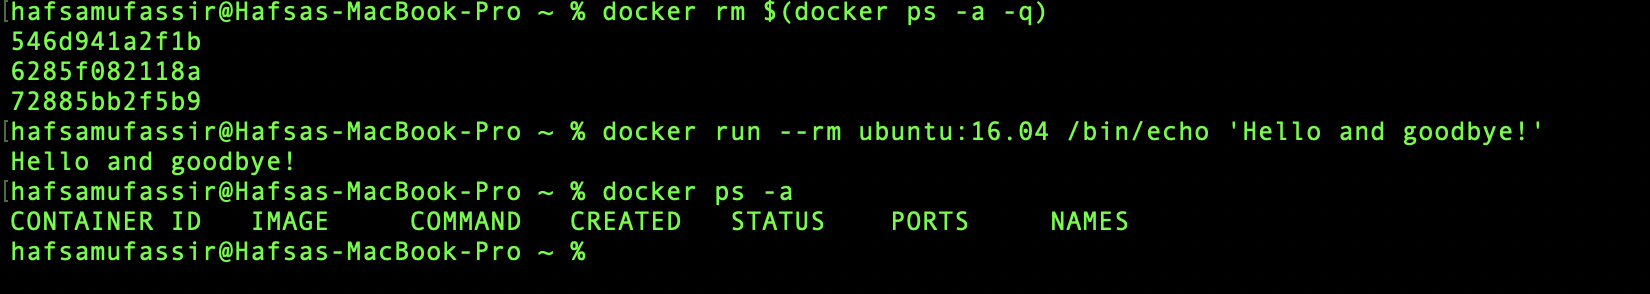 [hafsamufassir@Hafsas-MacBook-Pro ~ % docker rm $(docker ps -a -q)
546d941a2f1b
6285f082118a
72885bb2f5b9
[hafsamufassir@Hafsas-MacBook-Pro ~ % docker run --rm ubuntu:16.04 /bin/echo 'Hello and goodbye!'
Hello and goodbye!
[hafsamufassir@Hafsas-MacBook-Pro ~ % docker ps -a
CONTAINER ID   IMAGE     COMMAND   CREATED   STATUS    PORTS     NAMES
hafsamufassir@Hafsas-MacBook-Pro ~ %